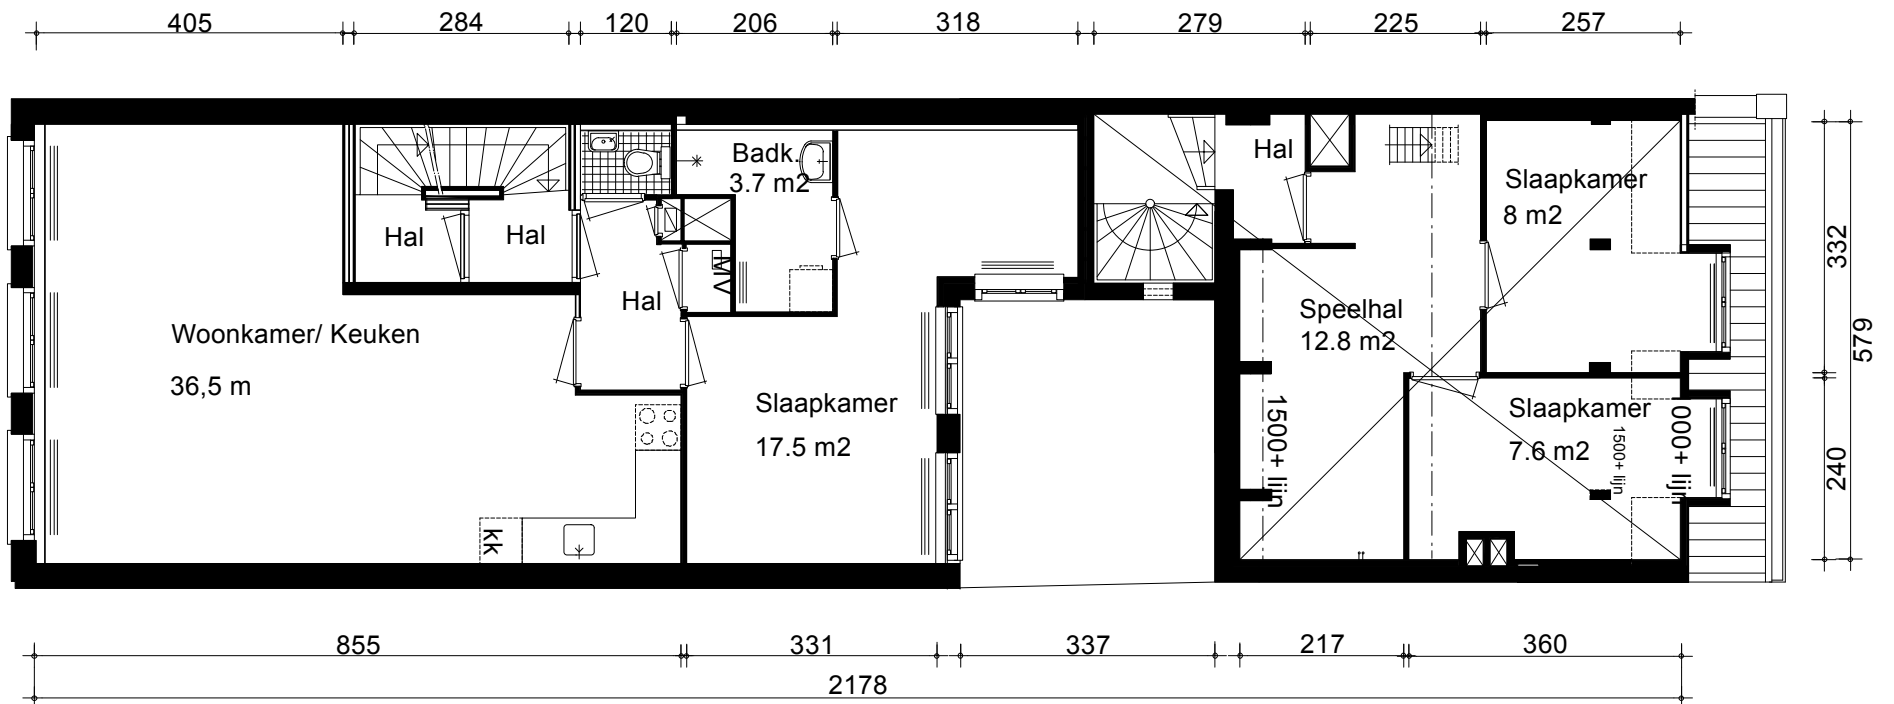 405 284 120 206 318 279 225 257
Badk.
3.7 m2
Hal
Slaapkamer
8 m2
Hal
Hal
332
579
Hal
MV
Speelhal
12.8 m2
Woonkamer/ Keuken
36,5 m
Slaapkamer
17.5 m2
Slaapkamer
7.6 m2
1500+ lijn
1500+ lijn
000+ lijn
240
kk
855 331 337 217 360
2178